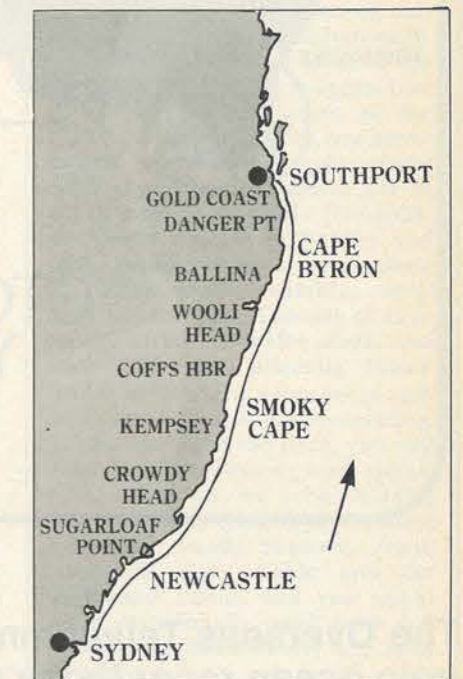 SOUTHPORT
GOLD COAST
DANGER PT
CAPE
BYRON
BALLINA
WOOLI
HEAD
COFFS HBR
SMOKY
CAPE
KEMPSEY
CROWDY
HEAD
SUGARLOAF
POINT
NEWCASTLE
SYDNEY